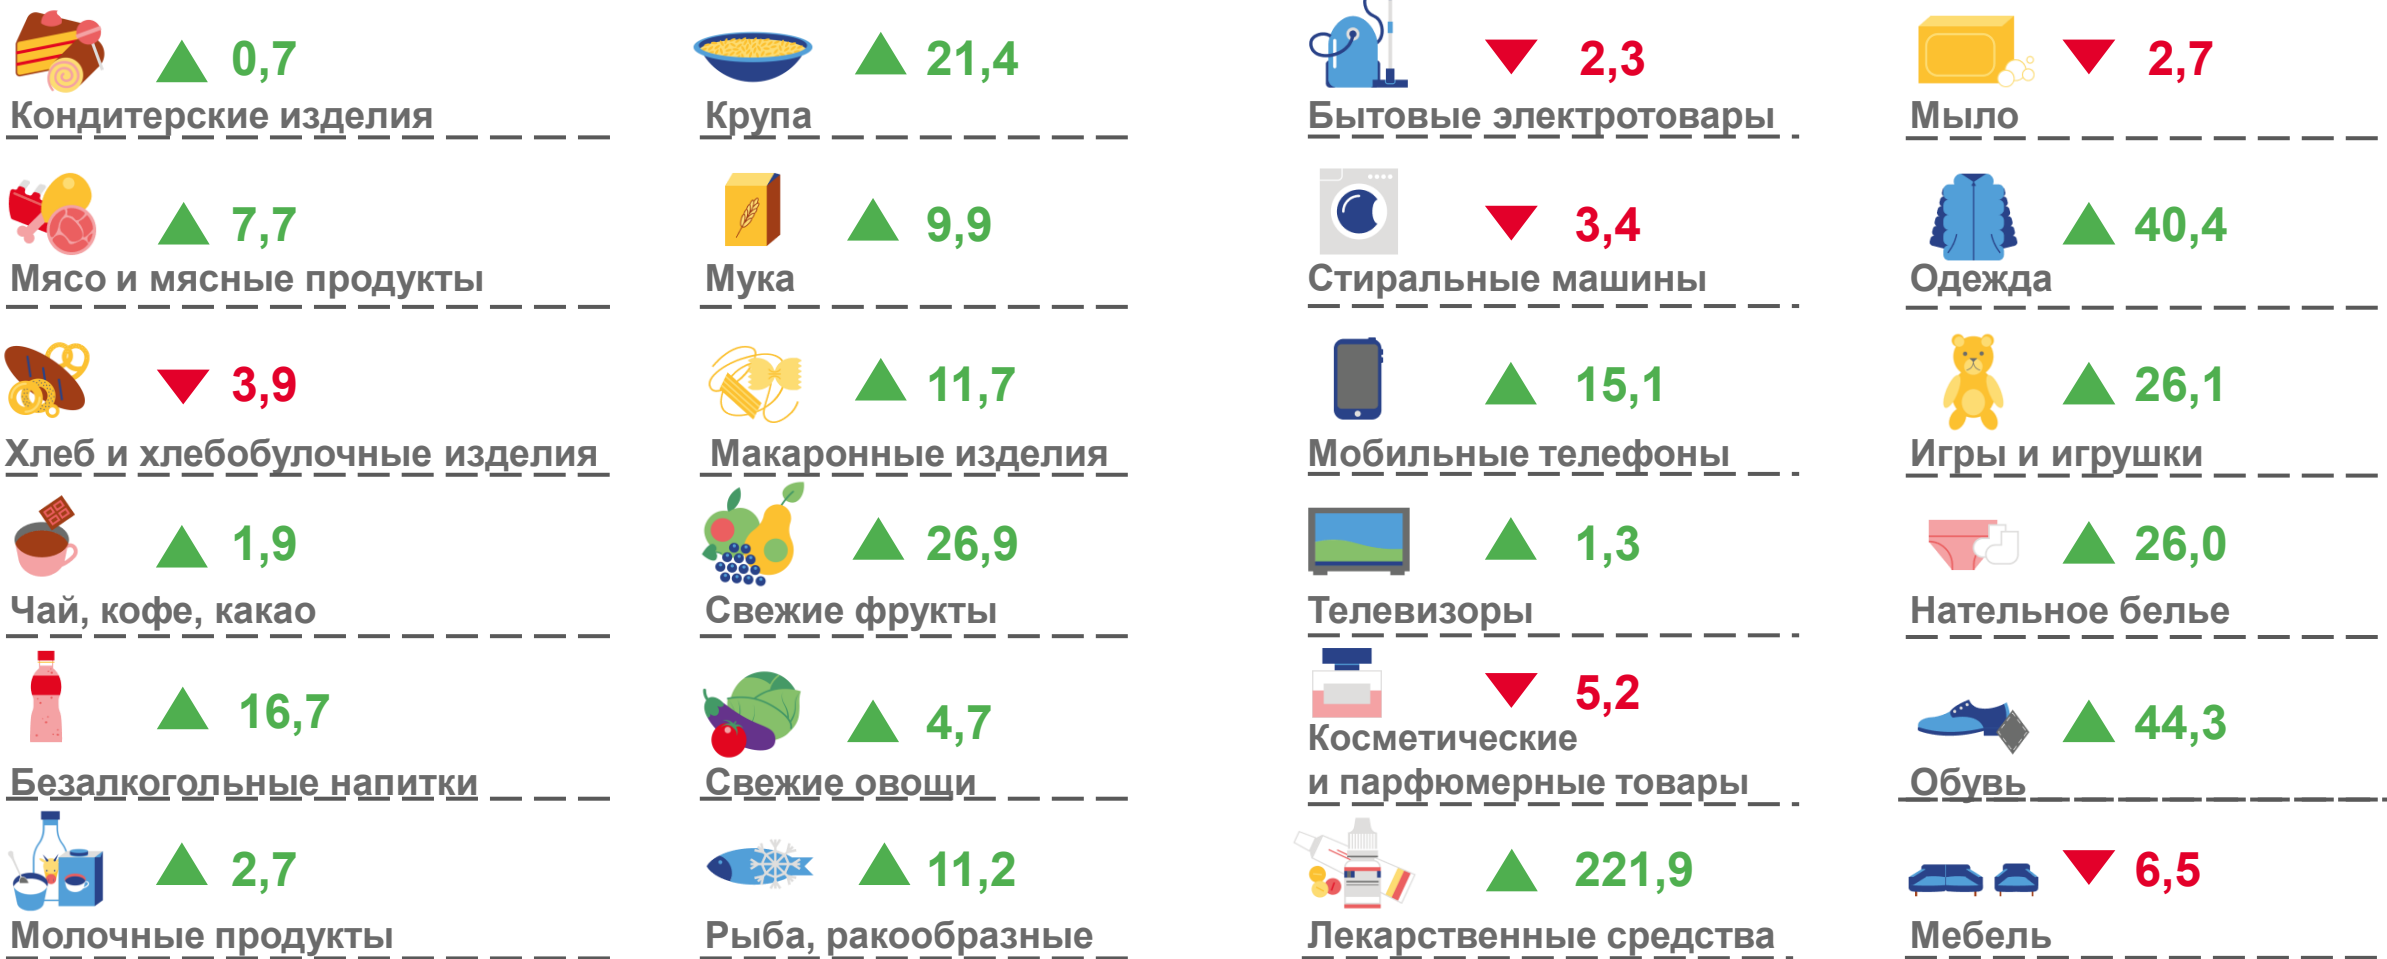 0,7
Кондитерские изделия
7,7
Мясо и мясные продукты
3,9
Хлеб и хлебобулочные изделия
1,9
Чай, кофе, какао
16,7
Безалкогольные напитки
2,7
Молочные продукты
21,4
Крупа
9,9
Мука
11,7
Макаронные изделия
26,9
Свежие фрукты
4,7
Свежие овощи
11,2
Рыба, ракообразные
2,3
Бытовые электротовары
3,4
Стиральные машины
15,1
Мобильные телефоны
1,3
Телевизоры
5,2
Косметические
и парфюмерные товары
221,9
Лекарственные средства
2,7
Мыло
40,4
Одежда
26,1
Игры и игрушки
26,0
Нательное белье
44,3
Обувь
6,5
Мебель